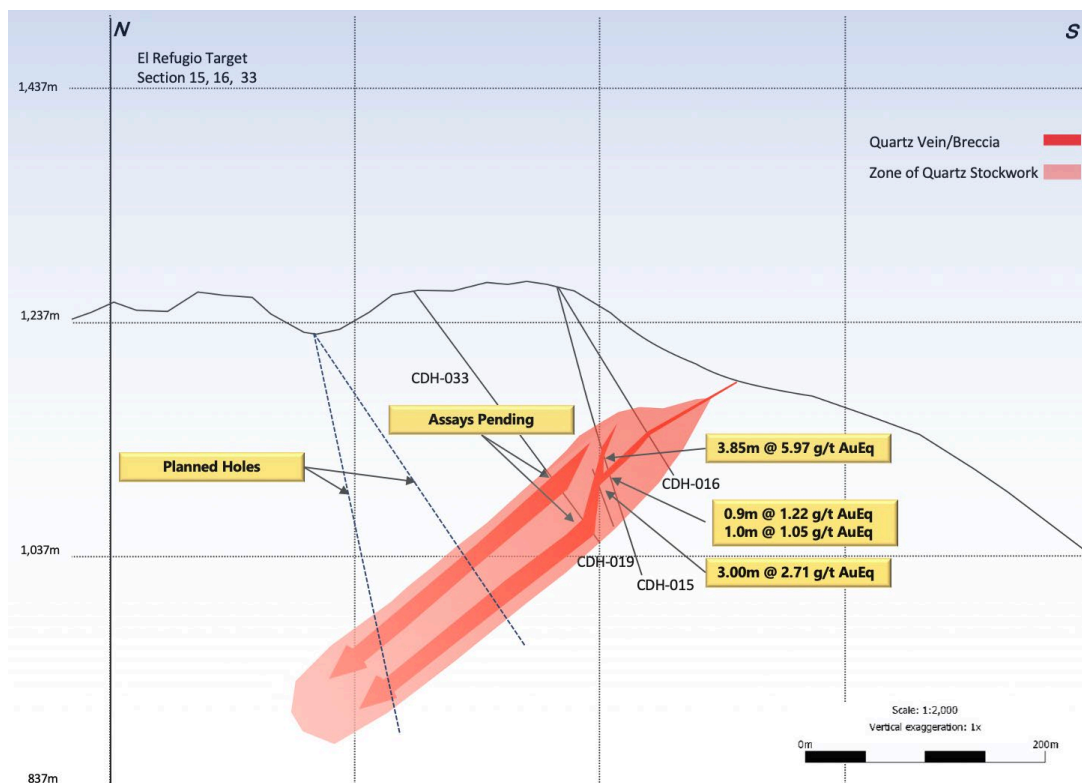 N
S
El Refugio Target
Section 15, 16, 33
1,437m
Quartz Vein/Breccia
Zone of Quartz Stockwork
1,237m
CDH-033
Assays Pending
3.85m @ 5.97 g/t AuEq
Planned Holes
CDH-016
0.9m @ 1.22 g/t AuEq
1.0m @ 1.05 g/t AuEq
1,037m
CDH-019
3.00m @ 2.71 g/t AuEq
CDH-015
Scale: 1:2,000
Vertical exaggeration: 1x
0m
200m
837m